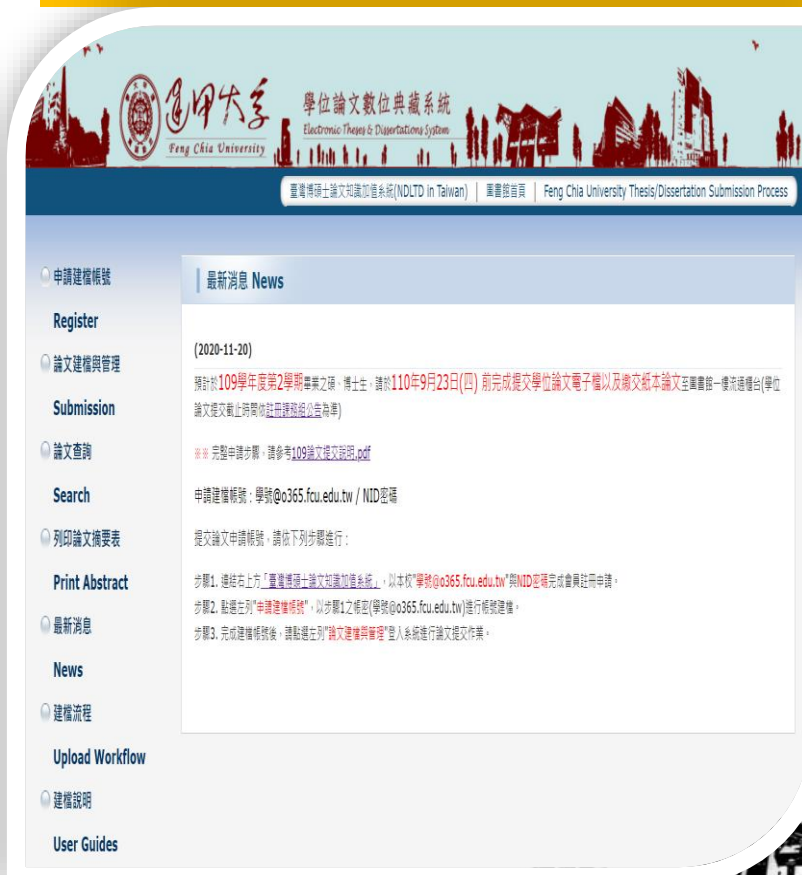 逢甲大學
Feng Chia University
學位論文數位典藏系統
Electronic Theses & Dissertations System
臺灣博碩士論文知識加值系統(NDLTD in Taiwan) | 圖書館首頁 | Feng Chia University Thesis/Dissertation Submission Process
申請建檔帳號
Register
論文建檔與管理
Submission
論文查詢
Search
列印論文摘要表
Print Abstract
最新消息
News
建檔流程
Upload Workflow
建檔說明
User Guides
最新消息 News
(2020-11-20)
預計於109學年度第2學期畢業之碩、博士生，請於110年9月23日(四) 前完成提交學位論文電子檔以及繳交紙本論文至圖書館一樓流通櫃台(學位
論文提交截止時間依註冊課務組公告為準)
※※ 完整申請步驟，請參考109論文提交說明.pdf
申請建檔帳號：學號@o365.fcu.edu.tw / NID密碼
提交論文申請帳號，請依下列步驟進行：
步驟1. 連結右上方「臺灣博碩士論文知識加值系統」，以本校"學號@o365.fcu.edu.tw"與NID密碼完成會員註冊申請。
步驟2. 點選左列"申請建檔帳號"，以步驟1之帳密(學號@o365.fcu.edu.tw)進行帳號建檔。
步驟3. 完成建檔帳號後，請點選左列"論文建檔與管理"登入系統進行論文提交作業。